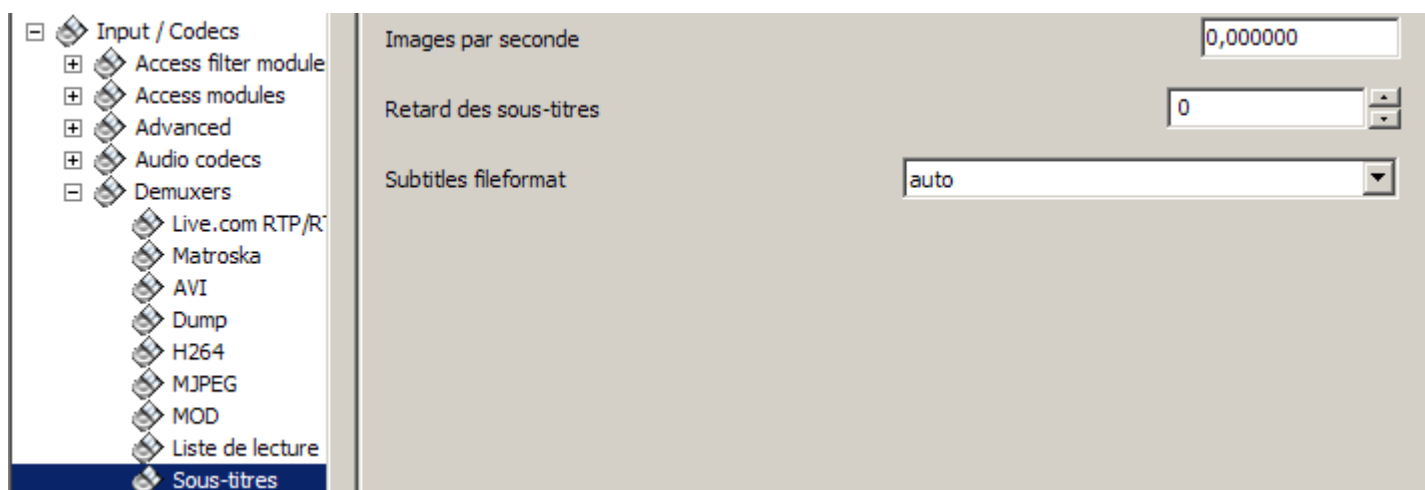 Input / Codecs
Access filter module
Access modules
Advanced
Audio codecs
Demuxers
Live.com RTP/R
Matroska
AVI
Dump
H264
MJPEG
MOD
Liste de lecture
Sous-titres
Images par seconde
0,000000
Retard des sous-titres
0
Subtitles fileformat
auto